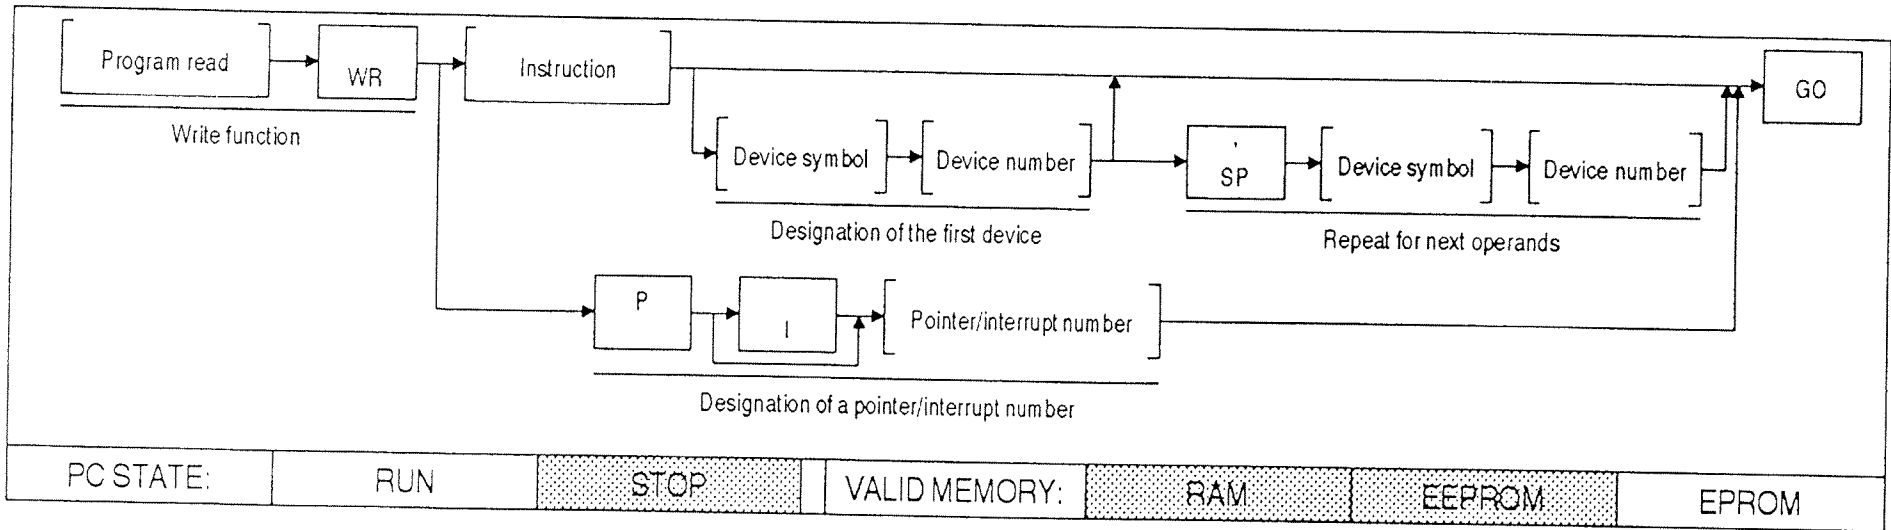 Program read
WR
Instruction
GO
Write function
Device symbol
Device number
,
SP
Device symbol
Device number
Designation of the first device
Repeat for next operands
P
I
Pointer/interrupt number
Designation of a pointer/interrupt number
PC STATE: RUN STOP VALID MEMORY: RAM EEPROM EPROM